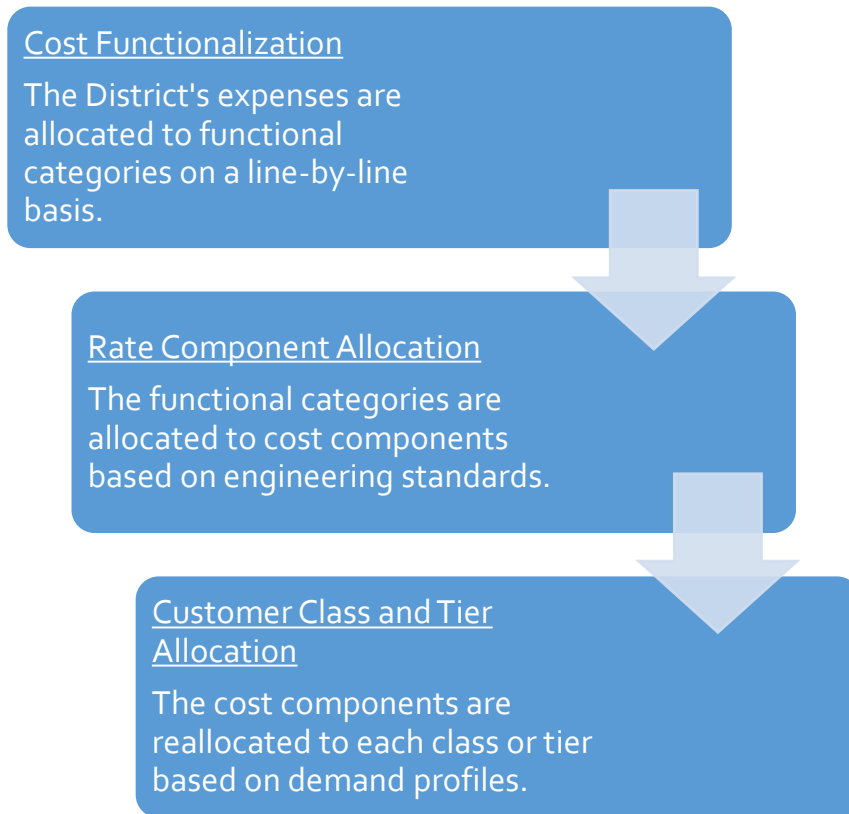 Cost Functionalization
The District's expenses are
allocated to functional
categories on a line-by-line
basis.
Rate Component Allocation
The functional categories are
allocated to cost components
based on engineering standards.
Customer Class and Tier
Allocation
The cost components are
reallocated to each class or tier
based on demand profiles.